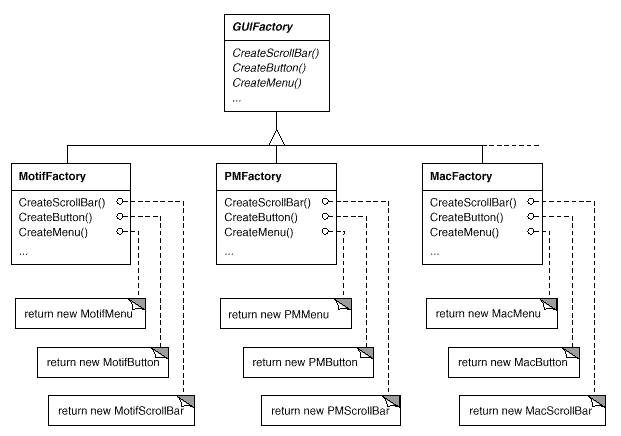 GUIFactory
CreateScrollBar()
CreateButton()
CreateMenu()
...
MotifFactory
CreateScrollBar()
CreateButton()
CreateMenu()
...
PMFactory
CreateScrollBar()
CreateButton()
CreateMenu()
...
MacFactory
CreateScrollBar()
CreateButton()
CreateMenu()
...
return new MotifMenu
return new PMMenu
return new MacMenu
return new MotifButton
return new PMButton
return new MacButton
return new MotifScrollBar
return new PMScrollBar
return new MacScrollBar